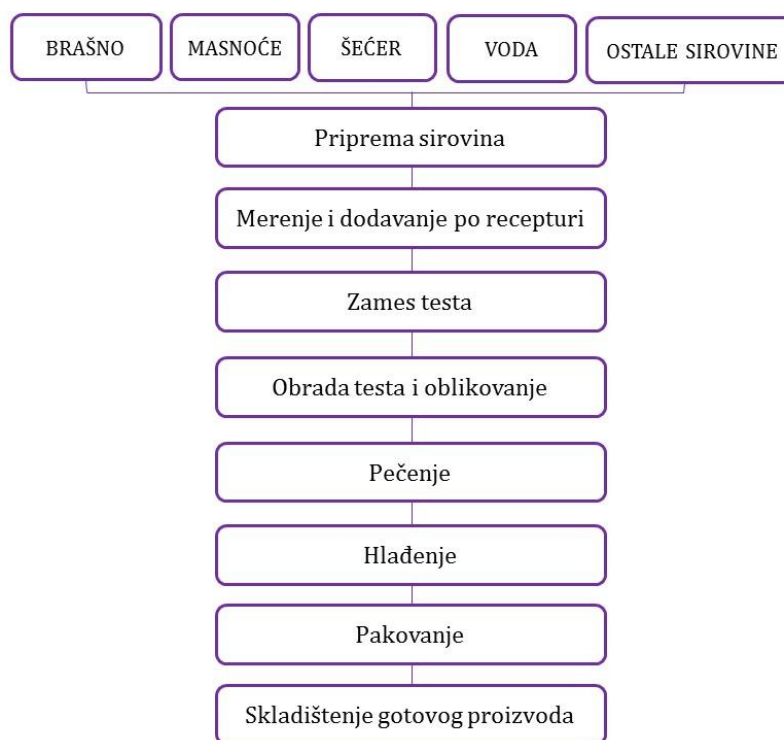 BRAŠNO
MASNOĆE
ŠEĆER
VODA
OSTALE SIROVINE
Priprema sirovina
Merenje i dodavanje po recepturi
Zames testa
Obrada testa i oblikovanje
Pečenje
Hlađenje
Pakovanje
Skladištenje gotovog proizvoda